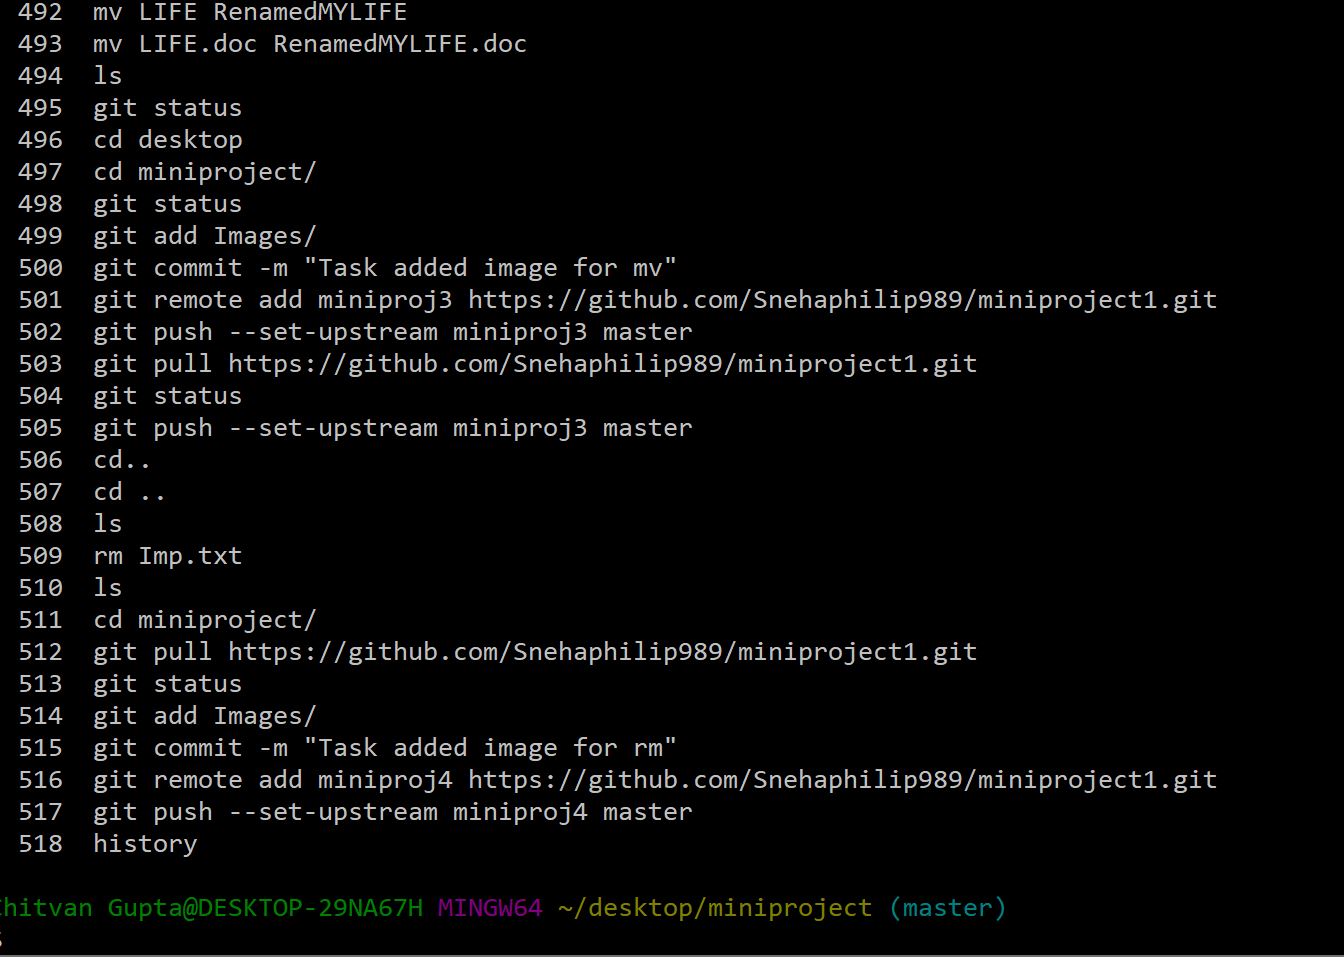 492 mv LIFE RenamedMYLIFE
493 mv LIFE.doc RenamedMYLIFE.doc
494 ls
495 git status
496 cd desktop
497 cd miniproject/
498 git status
499 git add Images/
500 git commit -m "Task added image for mv"
501 git remote add miniproj3 https://github.com/Snehaphilip989/miniproject1.git
502 git push --set-upstream miniproj3 master
503 git pull https://github.com/Snehaphilip989/miniproject1.git
504 git status
505 git push --set-upstream miniproj3 master
506 cd..
507 cd ..
508 ls
509 rm Imp.txt
510 ls
511 cd miniproject/
512 git pull https://github.com/Snehaphilip989/miniproject1.git
513 git status
514 git add Images/
515 git commit -m "Task added image for rm"
516 git remote add miniproj4 https://github.com/Snehaphilip989/miniproject1.git
517 git push --set-upstream miniproj4 master
518 history
Chitvan Gupta@DESKTOP-29NA67H MINGW64 ~/desktop/miniproject (master)
$